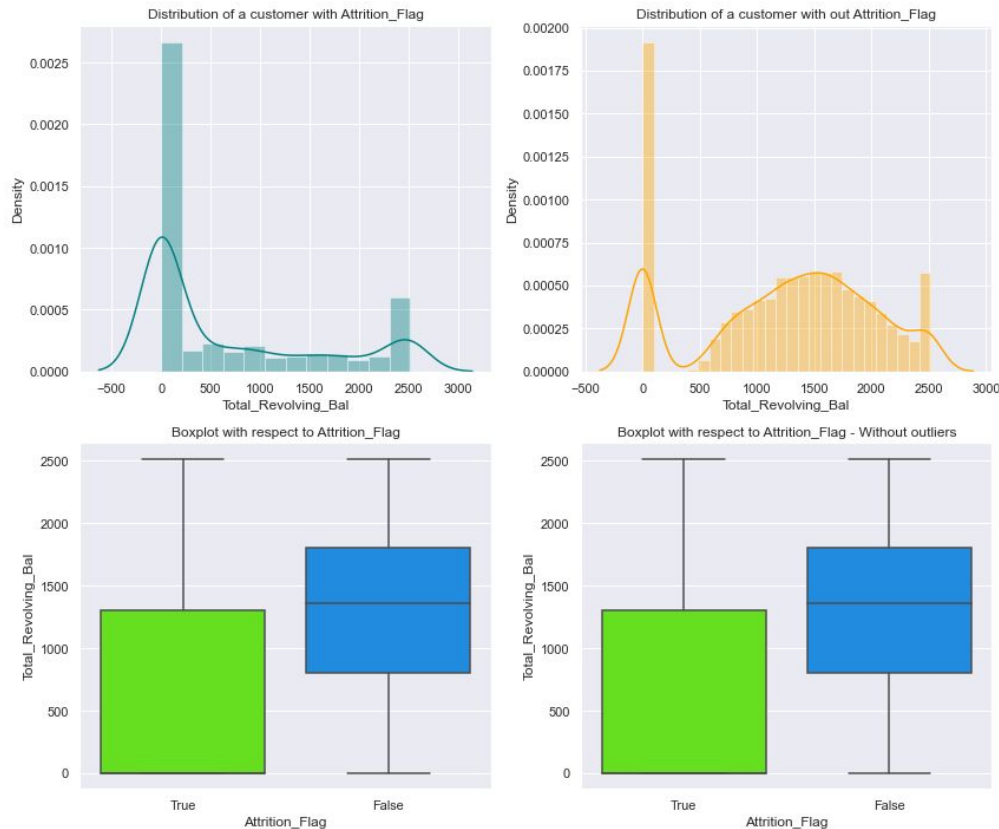 Distribution of a customer with Attrition_Flag
Density
0.0025
0.0020
0.0015
0.0010
0.0005
0.0000
−500 0 500 1000 1500 2000 2500 3000
Total_Revolving_Bal
Distribution of a customer with out Attrition_Flag
Density
0.00200
0.00175
0.00150
0.00125
0.00100
0.00075
0.00050
0.00025
0.00000
−500 0 500 1000 1500 2000 2500 3000
Total_Revolving_Bal
Boxplot with respect to Attrition_Flag
Total_Revolving_Bal
2500
2000
1500
1000
500
0
True False
Attrition_Flag
Boxplot with respect to Attrition_Flag - Without outliers
Total_Revolving_Bal
2500
2000
1500
1000
500
0
True False
Attrition_Flag